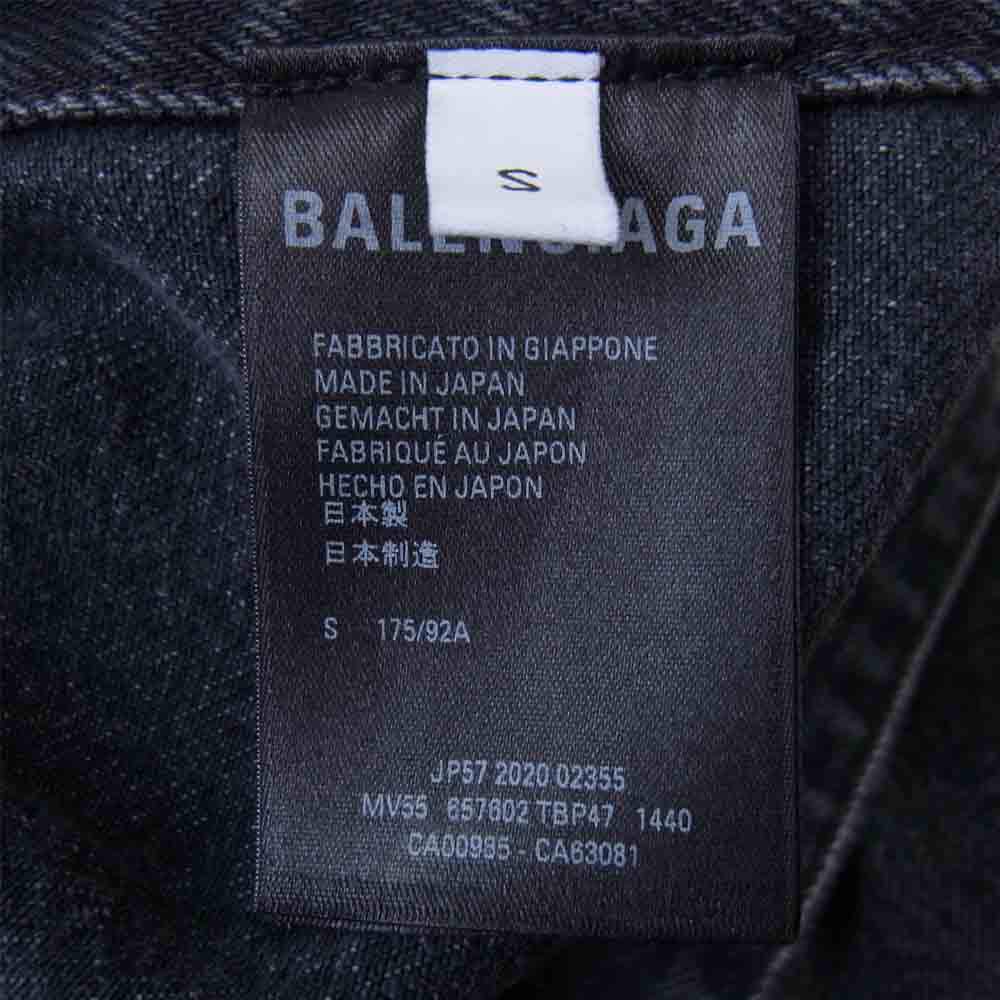 S
BALENCIAGA
FABBRICATO IN GIAPPONE
MADE IN JAPAN
GEMACHT IN JAPAN
FABRIQUÉ AU JAPON
HECHO EN JAPON
日本製
日本制造
S 175/92A
JP57 2020 02355
MV55 657602 TBP47 1440
CA00985 - CA63081